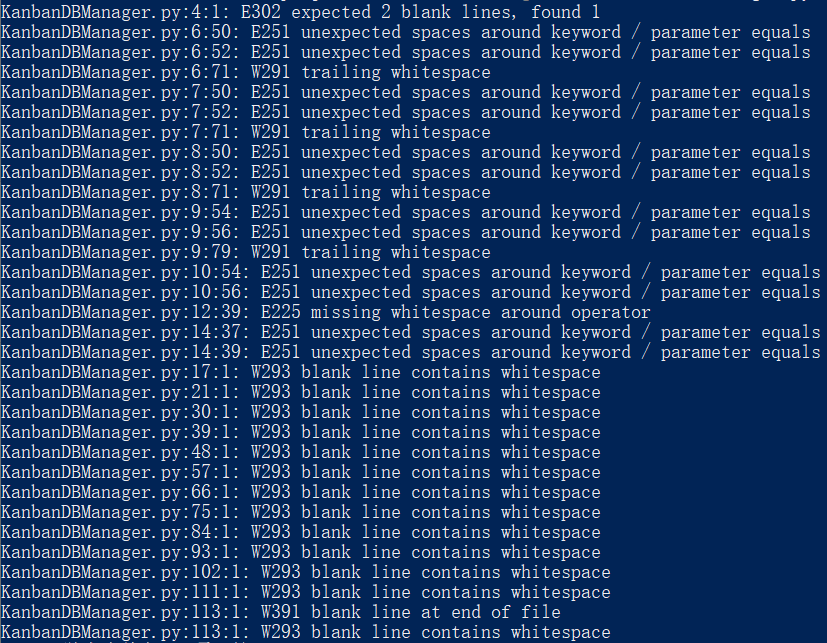 KanbanDBManager.py:4:1: E302 expected 2 blank lines, found 1
KanbanDBManager.py:6:50: E251 unexpected spaces around keyword / parameter equals
KanbanDBManager.py:6:52: E251 unexpected spaces around keyword / parameter equals
KanbanDBManager.py:6:71: W291 trailing whitespace
KanbanDBManager.py:7:50: E251 unexpected spaces around keyword / parameter equals
KanbanDBManager.py:7:52: E251 unexpected spaces around keyword / parameter equals
KanbanDBManager.py:7:71: W291 trailing whitespace
KanbanDBManager.py:8:50: E251 unexpected spaces around keyword / parameter equals
KanbanDBManager.py:8:52: E251 unexpected spaces around keyword / parameter equals
KanbanDBManager.py:8:71: W291 trailing whitespace
KanbanDBManager.py:9:54: E251 unexpected spaces around keyword / parameter equals
KanbanDBManager.py:9:56: E251 unexpected spaces around keyword / parameter equals
KanbanDBManager.py:9:79: W291 trailing whitespace
KanbanDBManager.py:10:54: E251 unexpected spaces around keyword / parameter equals
KanbanDBManager.py:10:56: E251 unexpected spaces around keyword / parameter equals
KanbanDBManager.py:12:39: E225 missing whitespace around operator
KanbanDBManager.py:14:37: E251 unexpected spaces around keyword / parameter equals
KanbanDBManager.py:14:39: E251 unexpected spaces around keyword / parameter equals
KanbanDBManager.py:17:1: W293 blank line contains whitespace
KanbanDBManager.py:21:1: W293 blank line contains whitespace
KanbanDBManager.py:30:1: W293 blank line contains whitespace
KanbanDBManager.py:39:1: W293 blank line contains whitespace
KanbanDBManager.py:48:1: W293 blank line contains whitespace
KanbanDBManager.py:57:1: W293 blank line contains whitespace
KanbanDBManager.py:66:1: W293 blank line contains whitespace
KanbanDBManager.py:75:1: W293 blank line contains whitespace
KanbanDBManager.py:84:1: W293 blank line contains whitespace
KanbanDBManager.py:93:1: W293 blank line contains whitespace
KanbanDBManager.py:102:1: W293 blank line contains whitespace
KanbanDBManager.py:111:1: W293 blank line contains whitespace
KanbanDBManager.py:113:1: W391 blank line at end of file
KanbanDBManager.py:113:1: W293 blank line contains whitespace